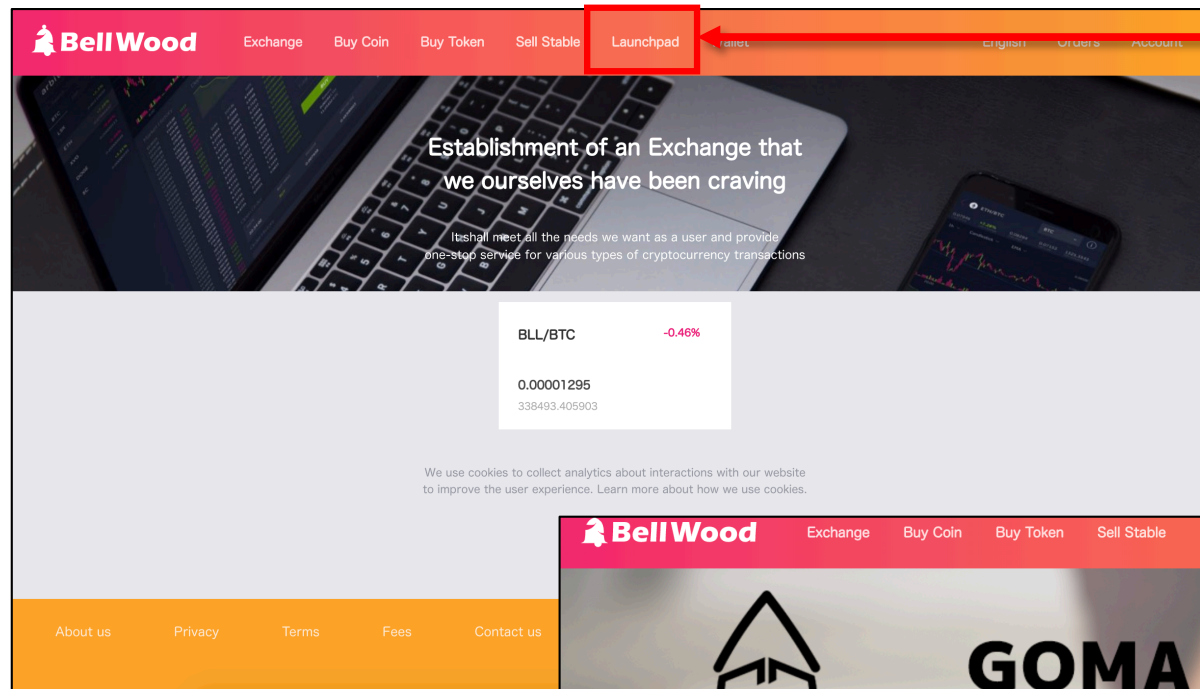 BellWood
Exchange Buy Coin Buy Token Sell Stable Launchpad English Orders Account
Establishment of an Exchange that
we ourselves have been craving
It shall meet all the needs we want as a user and provide
one-stop service for various types of cryptocurrency transactions
BLL/BTC -0.46%
0.00001295
338493.405903
We use cookies to collect analytics about interactions with our website
to improve the user experience. Learn more about how we use cookies.
BellWood
Exchange Buy Coin Buy Token Sell Stable
About us Privacy Terms Fees Contact us
GOMA